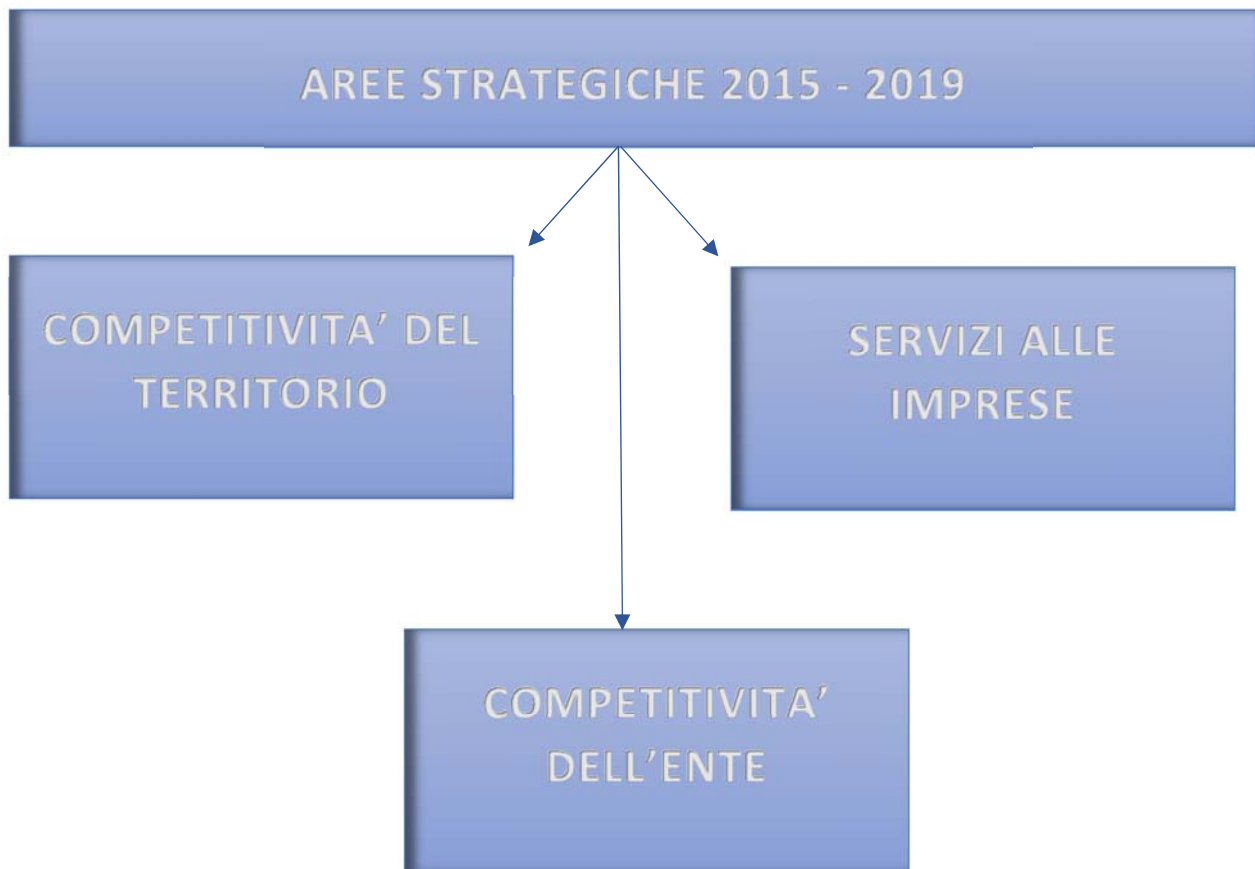 AREE STRATEGICHE 2015 - 2019
COMPETITIVITA’ DEL
TERRITORIO
SERVIZI ALLE
IMPRESE
COMPETITIVITA’
DELL’ENTE